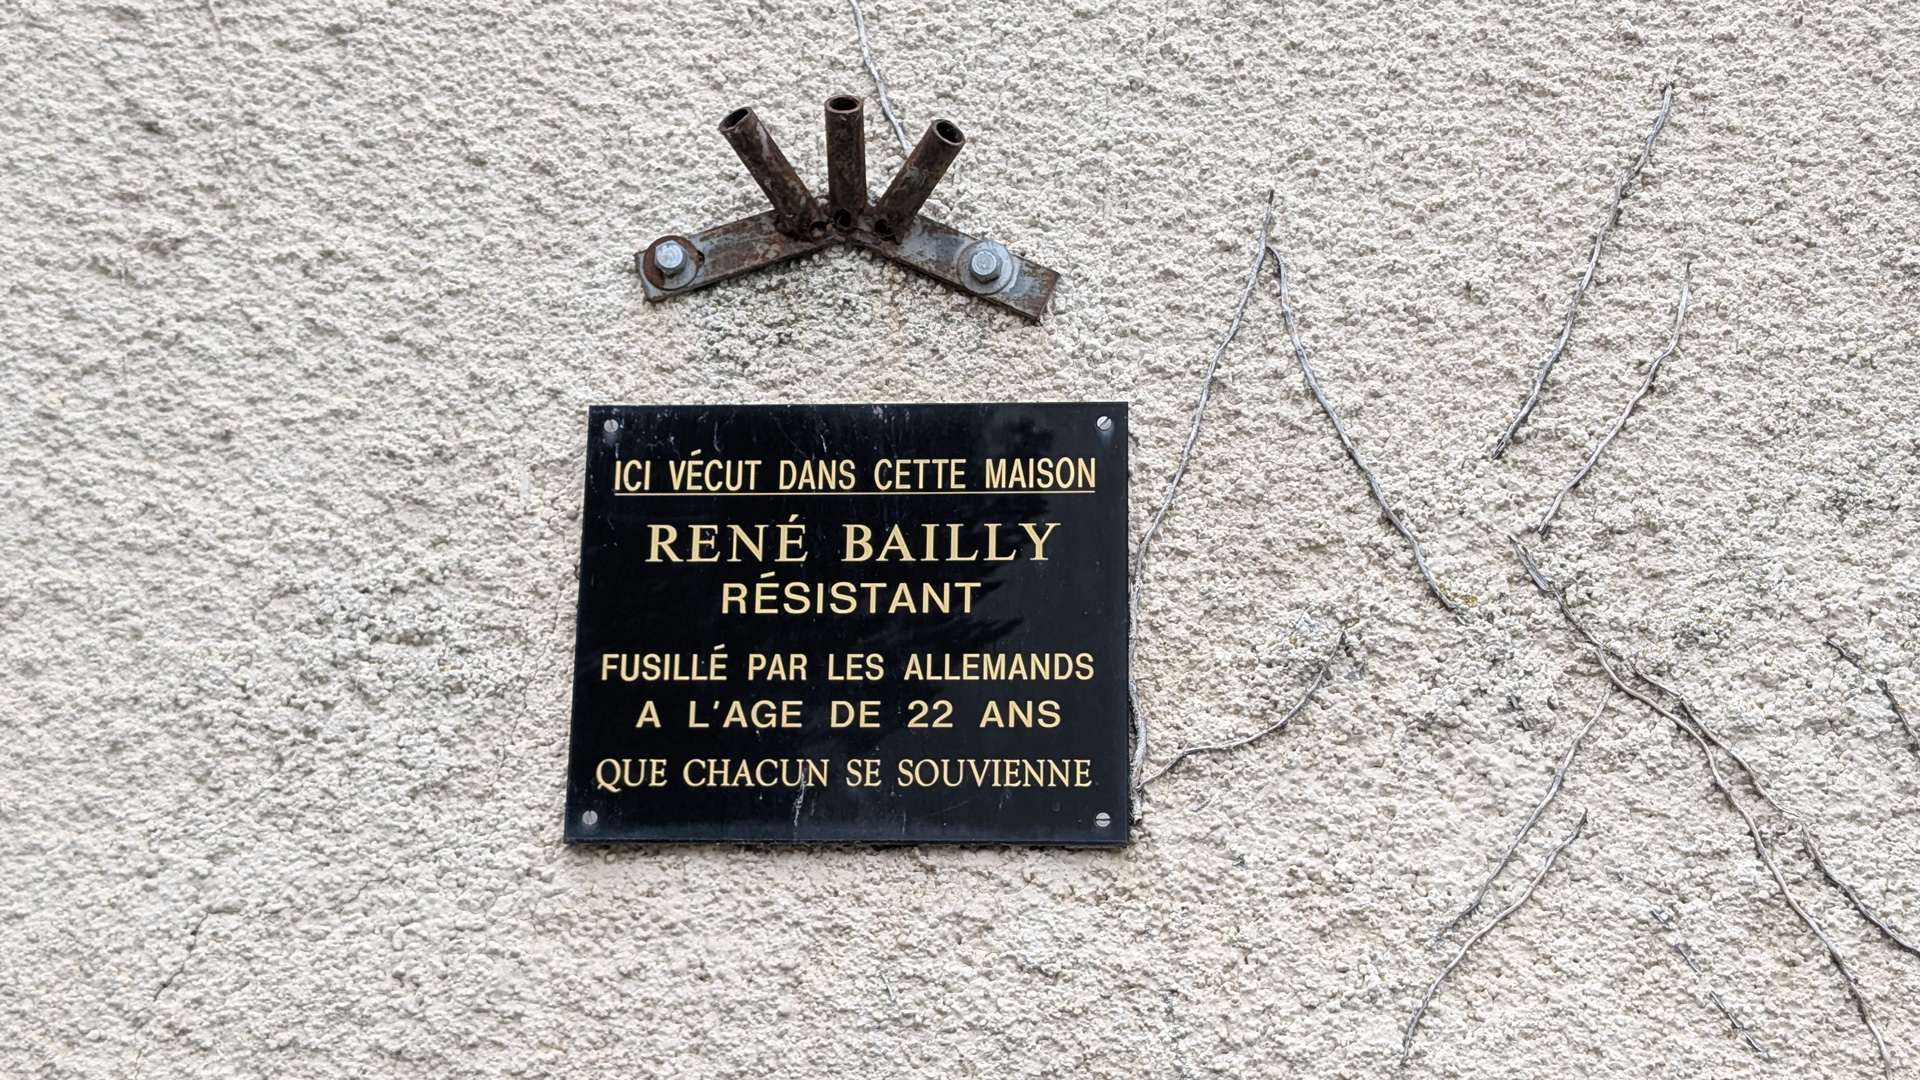 ICI VÉCUT DANS CETTE MAISON
RENÉ BAILLY
RÉSISTANT
FUSILLÉ PAR LES ALLEMANDS
A L'AGE DE 22 ANS
QUE CHACUN SE SOUVIENNE